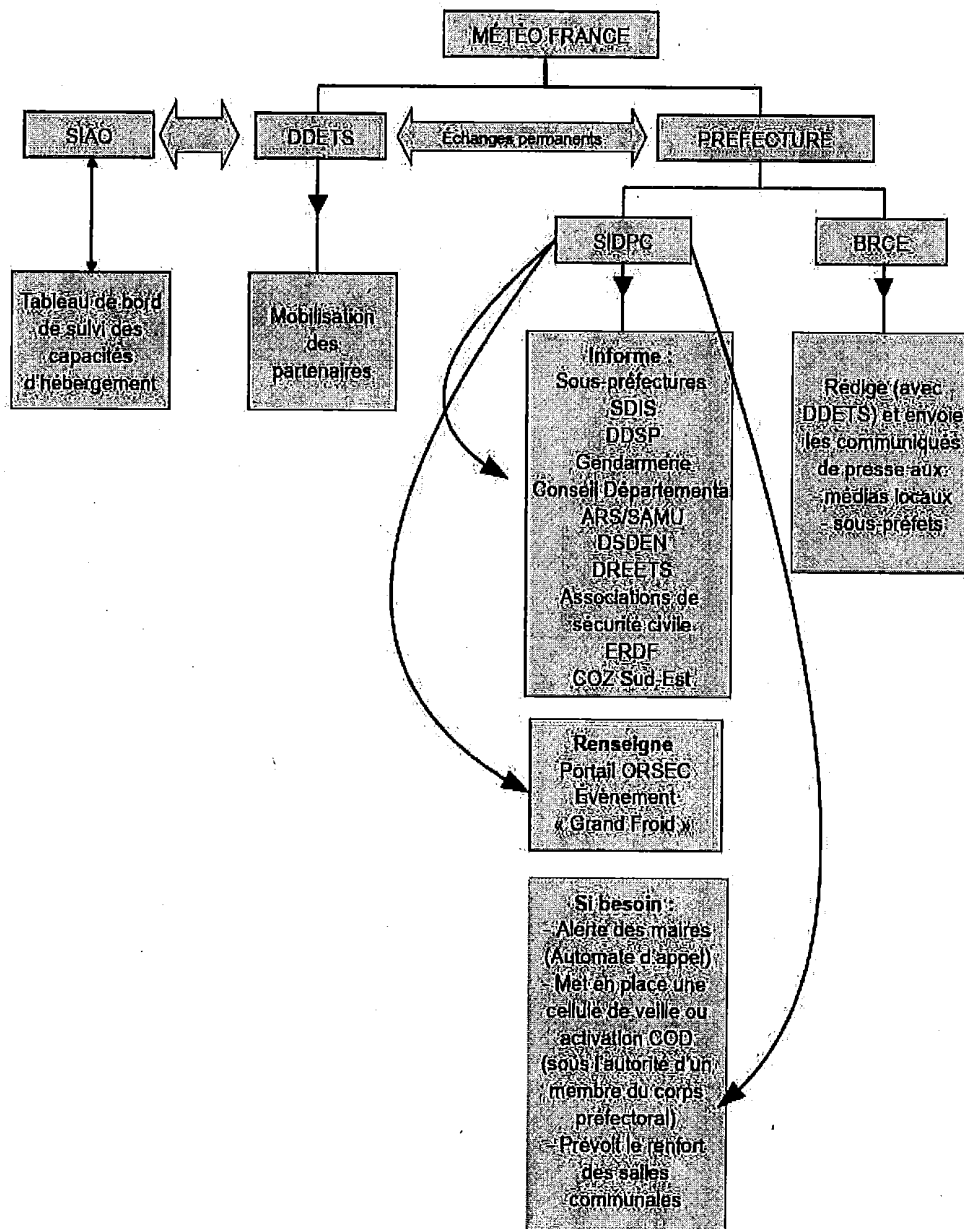 MÉTÉO FRANCE
SIAO
DDETS
Échanges permanents
PRÉFECTURE
SIDPC
BRCE
Tableau de bord
de suivi des
capacités
d'hébergement
Mobilisation
des
partenaires
Informe :
Sous-préfectures
SDIS
DDSP
Gendarmerie
Conseil Départementa
ARS/SAMU
DSDEN
DREETS
Associations de
sécurité civile
ERDF
COZ Sud-Est
Rédige (avec
DDETS) et envoie
les communiqués
de presse aux :
- médias locaux
- sous-préfets
Renseigne
Portail ORSEC
Évènement
« Grand Froid »
Si besoin :
- Alerte des maires
(Automate d'appel)
- Met en place une
cellule de veille ou
activation COD
(sous l'autorité d'un
membre du corps
préfectoral)
- Prévoit le renfort
des salles
communales